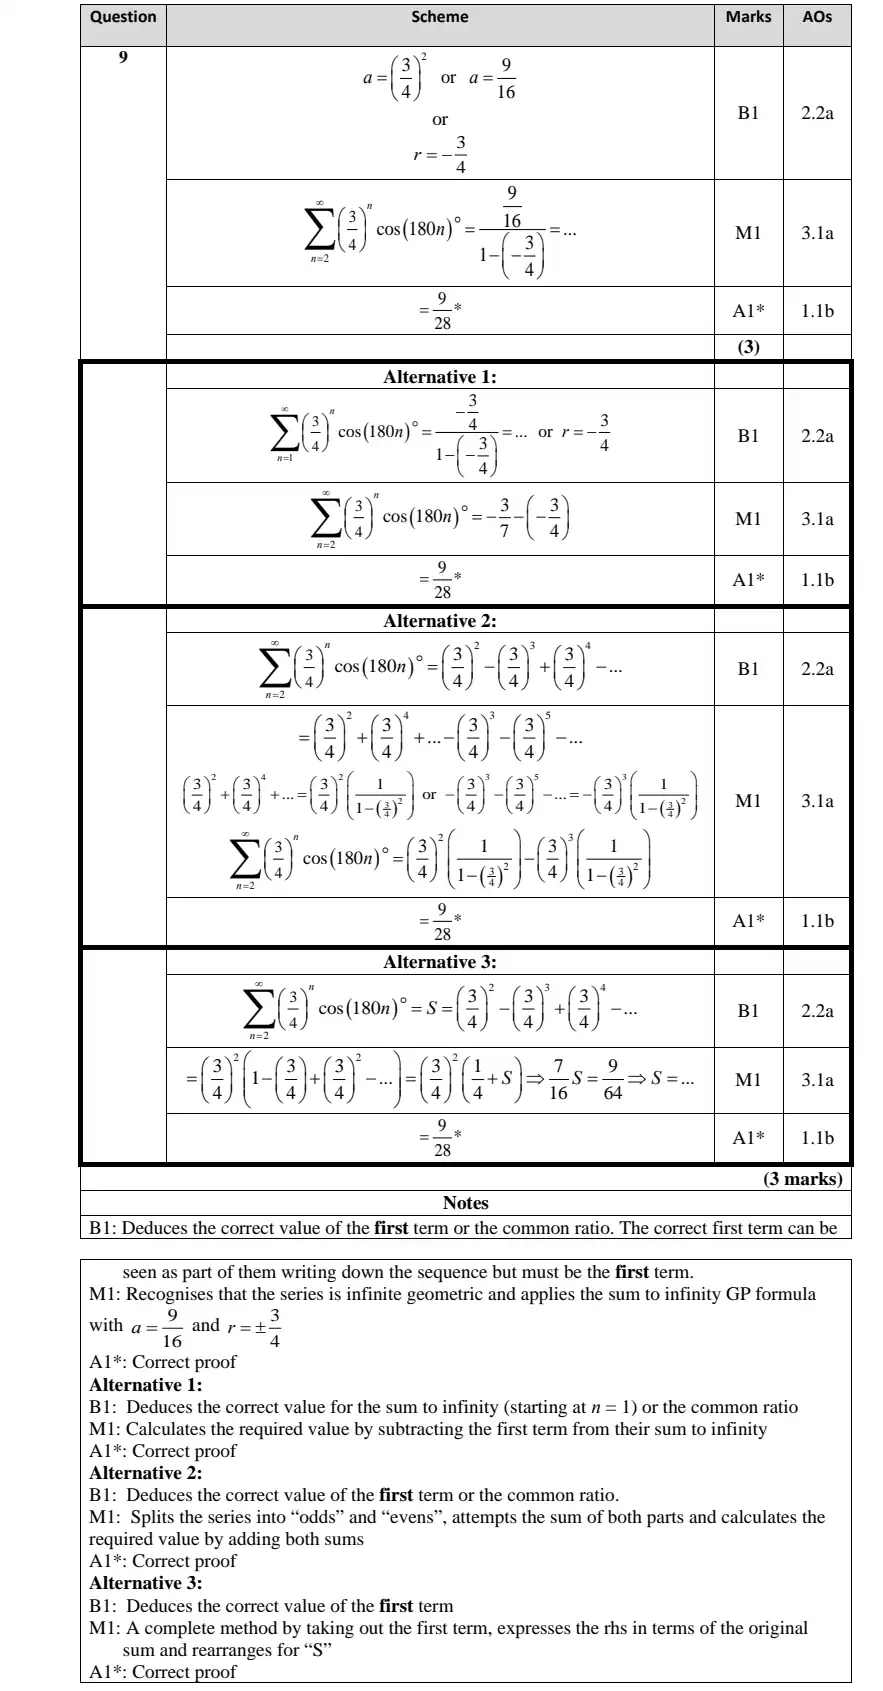 Question Scheme Marks AOs
9 a = (3/4)² or a = 9/16
or
r = −3/4 B1 2.2a
∑_{n=2}^{∞} (3/4)ⁿ cos(180n)° = (9/16)/(1−(−3/4)) = ... M1 3.1a
= 9/28 * A1* 1.1b
(3)
Alternative 1:
∑_{n=1}^{∞} (3/4)ⁿ cos(180n)° = (−3/4)/(1−(−3/4)) = ... or r = −3/4 B1 2.2a
∑_{n=2}^{∞} (3/4)ⁿ cos(180n)° = −3/7 − (−3/4) M1 3.1a
= 9/28 * A1* 1.1b
Alternative 2:
∑_{n=2}^{∞} (3/4)ⁿ cos(180n)° = (3/4)² − (3/4)³ + (3/4)⁴ − ... B1 2.2a
= (3/4)² + (3/4)⁴ + ... − (3/4)³ − (3/4)⁵ − ...
(3/4)² + (3/4)⁴ + ... = (3/4)² (1/(1−(3/4)²)) or −(3/4)³ − (3/4)⁵ − ... = −(3/4)³ (1/(1−(3/4)²)) M1 3.1a
∑_{n=2}^{∞} (3/4)ⁿ cos(180n)° = (3/4)² (1/(1−(3/4)²)) − (3/4)³ (1/(1−(3/4)²))
= 9/28 * A1* 1.1b
Alternative 3:
∑_{n=2}^{∞} (3/4)ⁿ cos(180n)° = S = (3/4)² − (3/4)³ + (3/4)⁴ − ... B1 2.2a
= (3/4)² (1 − (3/4) + (3/4)² − ...) = (3/4)² (1/4 + S) ⇒ 7/16 S = 9/64 ⇒ S = ... M1 3.1a
= 9/28 * A1* 1.1b
(3 marks)
Notes
B1: Deduces the correct value of the first term or the common ratio. The correct first term can be
seen as part of them writing down the sequence but must be the first term.
M1: Recognises that the series is infinite geometric and applies the sum to infinity GP formula
with a = 9/16 and r = ±3/4
A1*: Correct proof
Alternative 1:
B1: Deduces the correct value for the sum to infinity (starting at n = 1) or the common ratio
M1: Calculates the required value by subtracting the first term from their sum to infinity
A1*: Correct proof
Alternative 2:
B1: Deduces the correct value of the first term or the common ratio.
M1: Splits the series into “odds” and “evens”, attempts the sum of both parts and calculates the
required value by adding both sums
A1*: Correct proof
Alternative 3:
B1: Deduces the correct value of the first term
M1: A complete method by taking out the first term, expresses the rhs in terms of the original
sum and rearranges for “S”
A1*: Correct proof